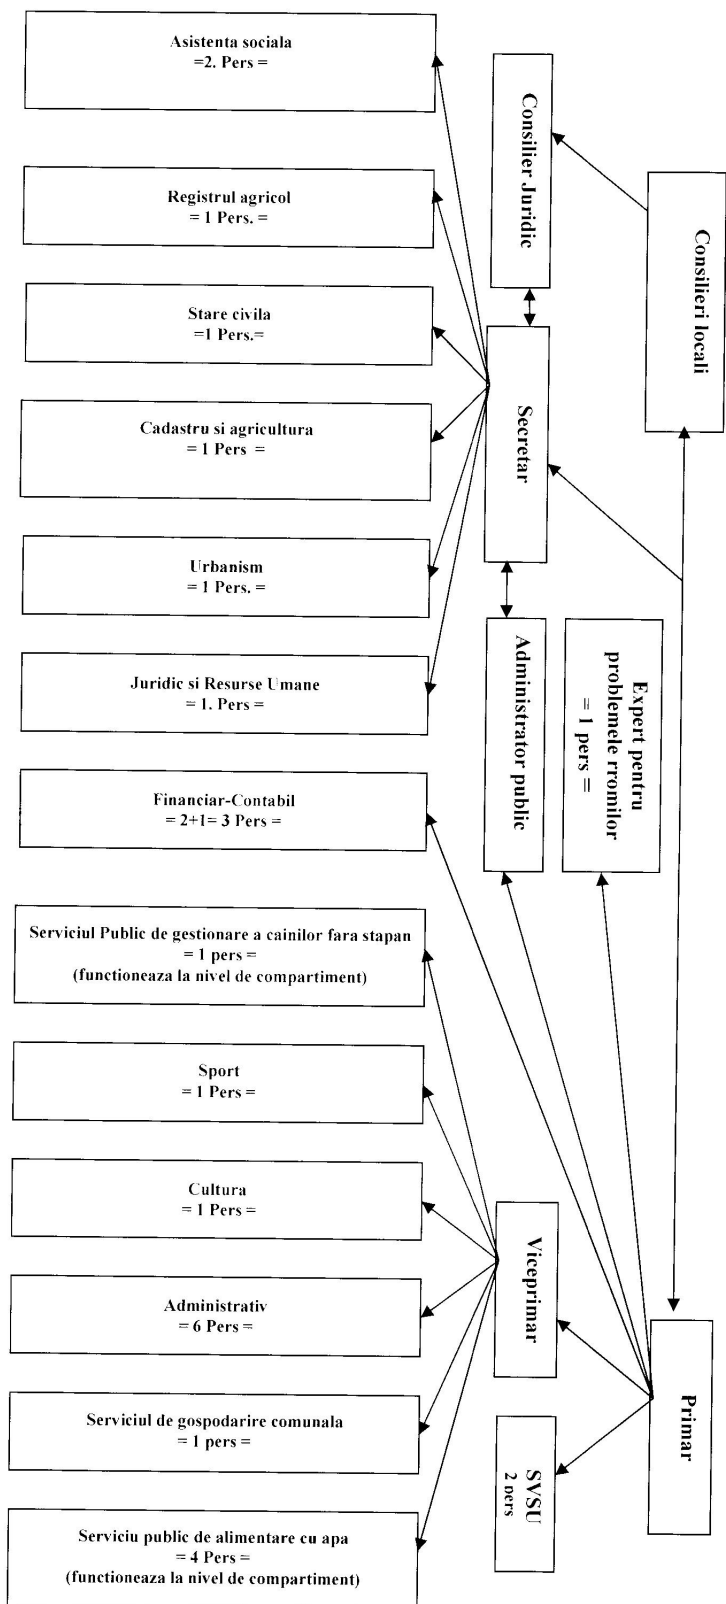 Consilieri locali
Primar
Consilier Juridic
Secretar
Administrator public
Expert pentru
problemele rromilor
= 1 pers =
Viceprimar
SVSU
2 pers
Asistenta sociala
=2. Pers =
Registrul agricol
= 1 Pers. =
Stare civila
=1 Pers.=
Cadastru si agricultura
= 1 Pers =
Urbanism
= 1 Pers. =
Juridic si Resurse Umane
= 1. Pers =
Financiar-Contabil
= 2+1= 3 Pers =
Serviciul Public de gestionare a cainilor fara stapan
= 1 pers =
(functioneaza la nivel de compartiment)
Sport
= 1 Pers =
Cultura
= 1 Pers =
Administrativ
= 6 Pers =
Serviciul de gospodarire comunala
= 1 pers =
Serviciu public de alimentare cu apa
= 4 Pers =
(functioneaza la nivel de compartiment)